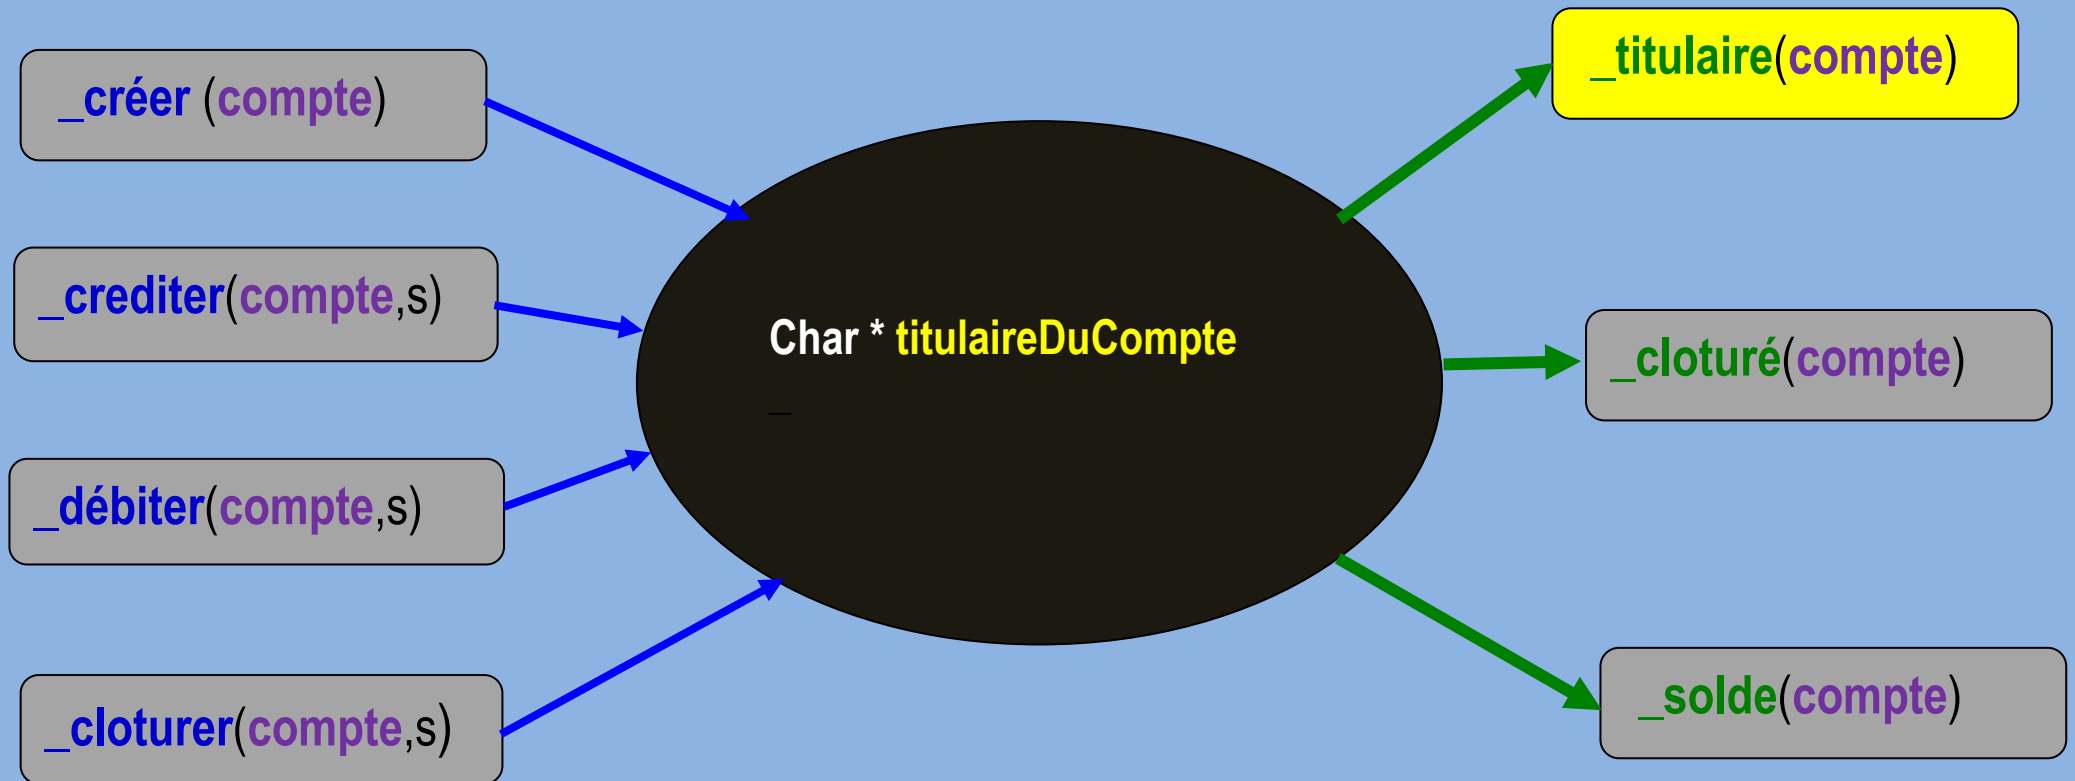 _créer (compte)
_crediter(compte,s)
_débiter(compte,s)
_cloturer(compte,s)
Char * titulaireDuCompte
_
_titulaire(compte)
_cloturé(compte)
_solde(compte)